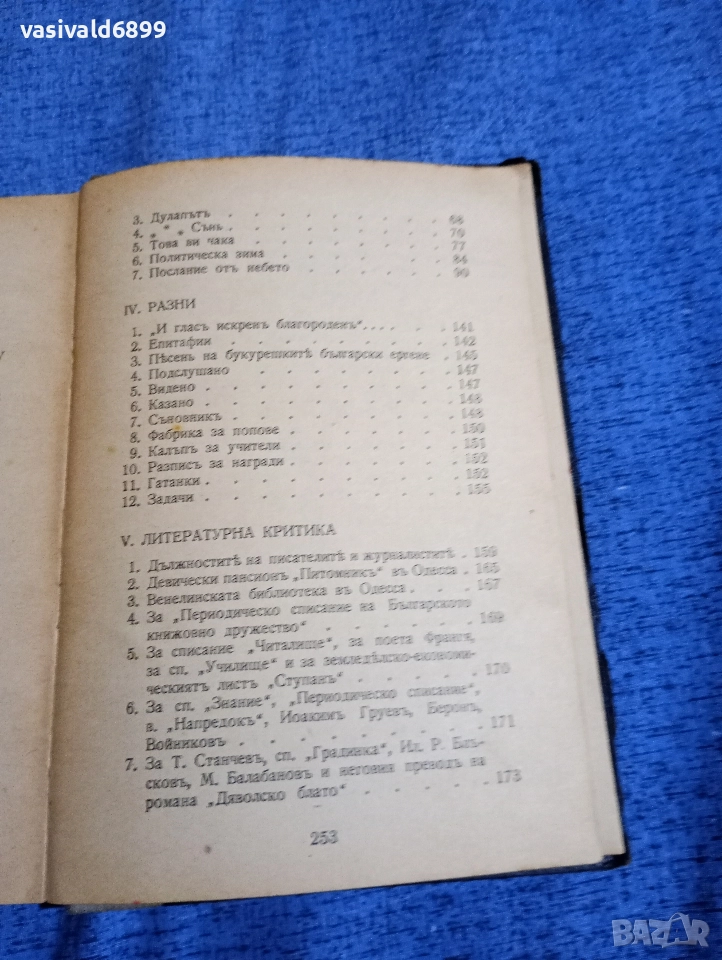 vasivald6899
3. Дулапътъ . . . . . . . . 68
4. „ * „ Сънь . . . . . . . . 70
5. Това ви чака . . . . . . . 77
6. Политическа зима . . . . . . 84
7. Послание отъ небето . . . . . 90
IV. РАЗНИ
1. „И гласъ искренъ благороденъ“ . . . . 141
2. Епитафии . . . . . . . . 142
3. Пѣсень на букурешкитѣ български ергене . 145
4. Подслушано . . . . . . . 147
5. Видено . . . . . . . . 147
6. Казано . . . . . . . . 148
7. Съновникъ . . . . . . . 148
8. Фабрика за попове . . . . . . 150
9. Калъпъ за учители . . . . . . 151
10. Разписъ за награди . . . . . . 152
11. Гатанки . . . . . . . . 152
12. Задачи . . . . . . . . 155
V. ЛИТЕРАТУРНА КРИТИКА
1. Дължноститѣ на писателитѣ и журналиститѣ . 159
2. Девически пансионъ „Питомникъ“ въ Одесса . 165
3. Венелинската библиотека въ Одесса . . 167
4. За „Периодическо списание на Българското
книжовно дружество“ . . . . . 169
5. За списание „Читалище“, за поета Франгя,
за сп. „Училище“ и за земледѣлско-економи-
ческиятъ листъ „Ступанъ“ . . . . 170
6. За сп. „Знание“, „Периодическо списание“,
в. „Напредокъ“, Иоакимъ Груевъ, Беронъ,
Войниковъ . . . . . . . 171
7. За Т. Станчевъ, сп. „Градинка“, Ил. Р. Блъ-
сковъ, М. Балабановъ и неговия преводъ на
романа „Дяволско блато“ . . . . . 173
253
BAZAR